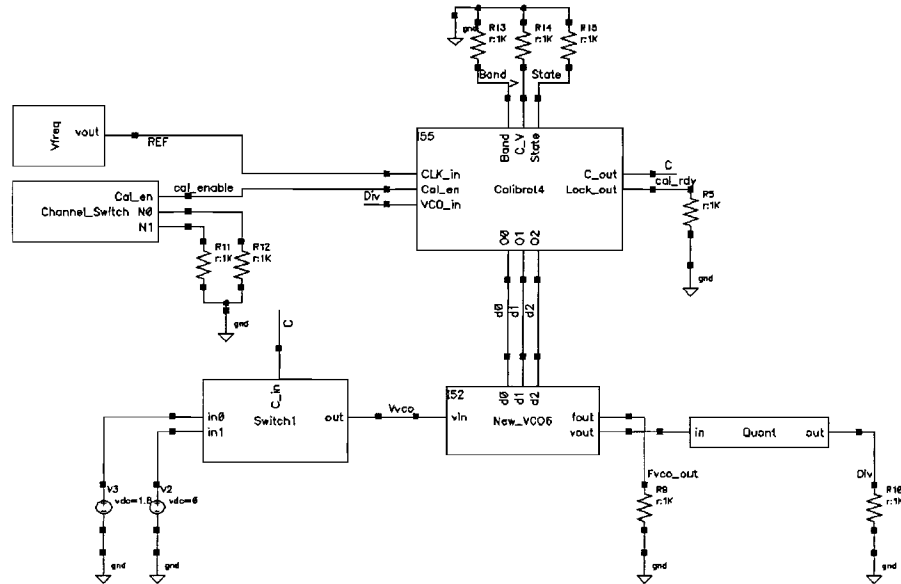 R13
r:1K
R14
r:1K
R15
r:1K
gnd
Band
State
I55
Band
C_V
State
Vfreq
vout
REF
CLK_in
Cal_en
VCO_in
Calibrat4
C_out
Lock_out
C
cal_rdy
Cal_en
cal_enable
Div
Channel_Switch
N0
N1
R11
r:1K
R12
r:1K
gnd
R5
r:1K
gnd
O0
O1
O2
d0
d1
d2
C
C_in
in0
in1
Switch1
out
Vvco
I52
d0
d1
d2
vin
New_VCO6
fout
vout
in
Quant
out
Fvco_out
R9
r:1K
Div
R10
r:1K
V3
vdc=1.8
V2
gnd
gnd
gnd
gnd